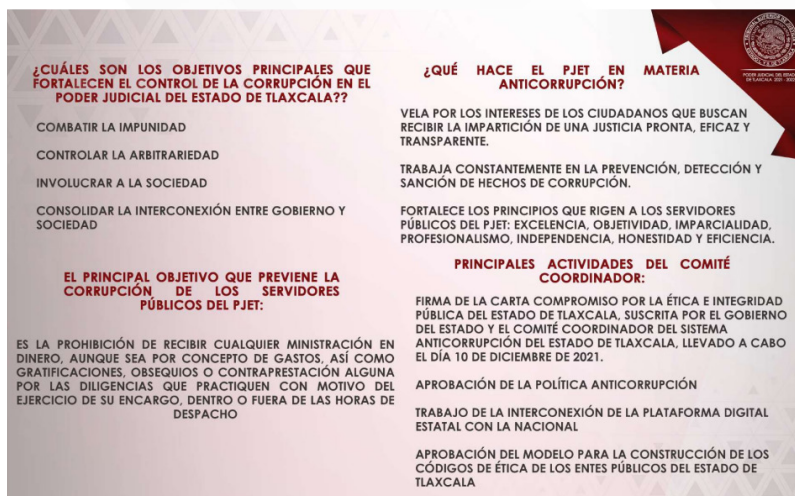 ¿CUÁLES SON LOS OBJETIVOS PRINCIPALES QUE
FORTALECEN EL CONTROL DE LA CORRUPCIÓN EN EL
PODER JUDICIAL DEL ESTADO DE TLAXCALA??
COMBATIR LA IMPUNIDAD
CONTROLAR LA ARBITRARIEDAD
INVOLUCRAR A LA SOCIEDAD
CONSOLIDAR LA INTERCONEXIÓN ENTRE GOBIERNO Y
SOCIEDAD
EL PRINCIPAL OBJETIVO QUE PREVIENE LA
CORRUPCIÓN DE LOS SERVIDORES
PÚBLICOS DEL PJET:
ES LA PROHIBICIÓN DE RECIBIR CUALQUIER MINISTRACIÓN EN
DINERO, AUNQUE SEA POR CONCEPTO DE GASTOS, ASÍ COMO
GRATIFICACIONES, OBSEQUIOS O CONTRAPRESTACIÓN ALGUNA
POR LAS DILIGENCIAS QUE PRACTIQUEN CON MOTIVO DEL
EJERCICIO DE SU ENCARGO, DENTRO O FUERA DE LAS HORAS DE
DESPACHO
¿QUÉ HACE EL PJET EN MATERIA
ANTICORRUPCIÓN?
VELA POR LOS INTERESES DE LOS CIUDADANOS QUE BUSCAN
RECIBIR LA IMPARTICIÓN DE UNA JUSTICIA PRONTA, EFICAZ Y
TRANSPARENTE.
TRABAJA CONSTANTEMENTE EN LA PREVENCIÓN, DETECCIÓN Y
SANCIÓN DE HECHOS DE CORRUPCIÓN.
FORTALECE LOS PRINCIPIOS QUE RIGEN A LOS SERVIDORES
PÚBLICOS DEL PJET: EXCELENCIA, OBJETIVIDAD, IMPARCIALIDAD,
PROFESIONALISMO, INDEPENDENCIA, HONESTIDAD Y EFICIENCIA.
PRINCIPALES ACTIVIDADES DEL COMITÉ
COORDINADOR:
FIRMA DE LA CARTA COMPROMISO POR LA ÉTICA E INTEGRIDAD
PÚBLICA DEL ESTADO DE TLAXCALA, SUSCRITA POR EL GOBIERNO
DEL ESTADO Y EL COMITÉ COORDINADOR DEL SISTEMA
ANTICORRUPCIÓN DEL ESTADO DE TLAXCALA, LLEVADO A CABO
EL DÍA 10 DE DICIEMBRE DE 2021.
APROBACIÓN DE LA POLÍTICA ANTICORRUPCIÓN
TRABAJO DE LA INTERCONEXIÓN DE LA PLATAFORMA DIGITAL
ESTATAL CON LA NACIONAL
APROBACIÓN DEL MODELO PARA LA CONSTRUCCIÓN DE LOS
CÓDIGOS DE ÉTICA DE LOS ENTES PÚBLICOS DEL ESTADO DE
TLAXCALA
PODER JUDICIAL DEL ESTADO
DE TLAXCALA 2021 - 2022